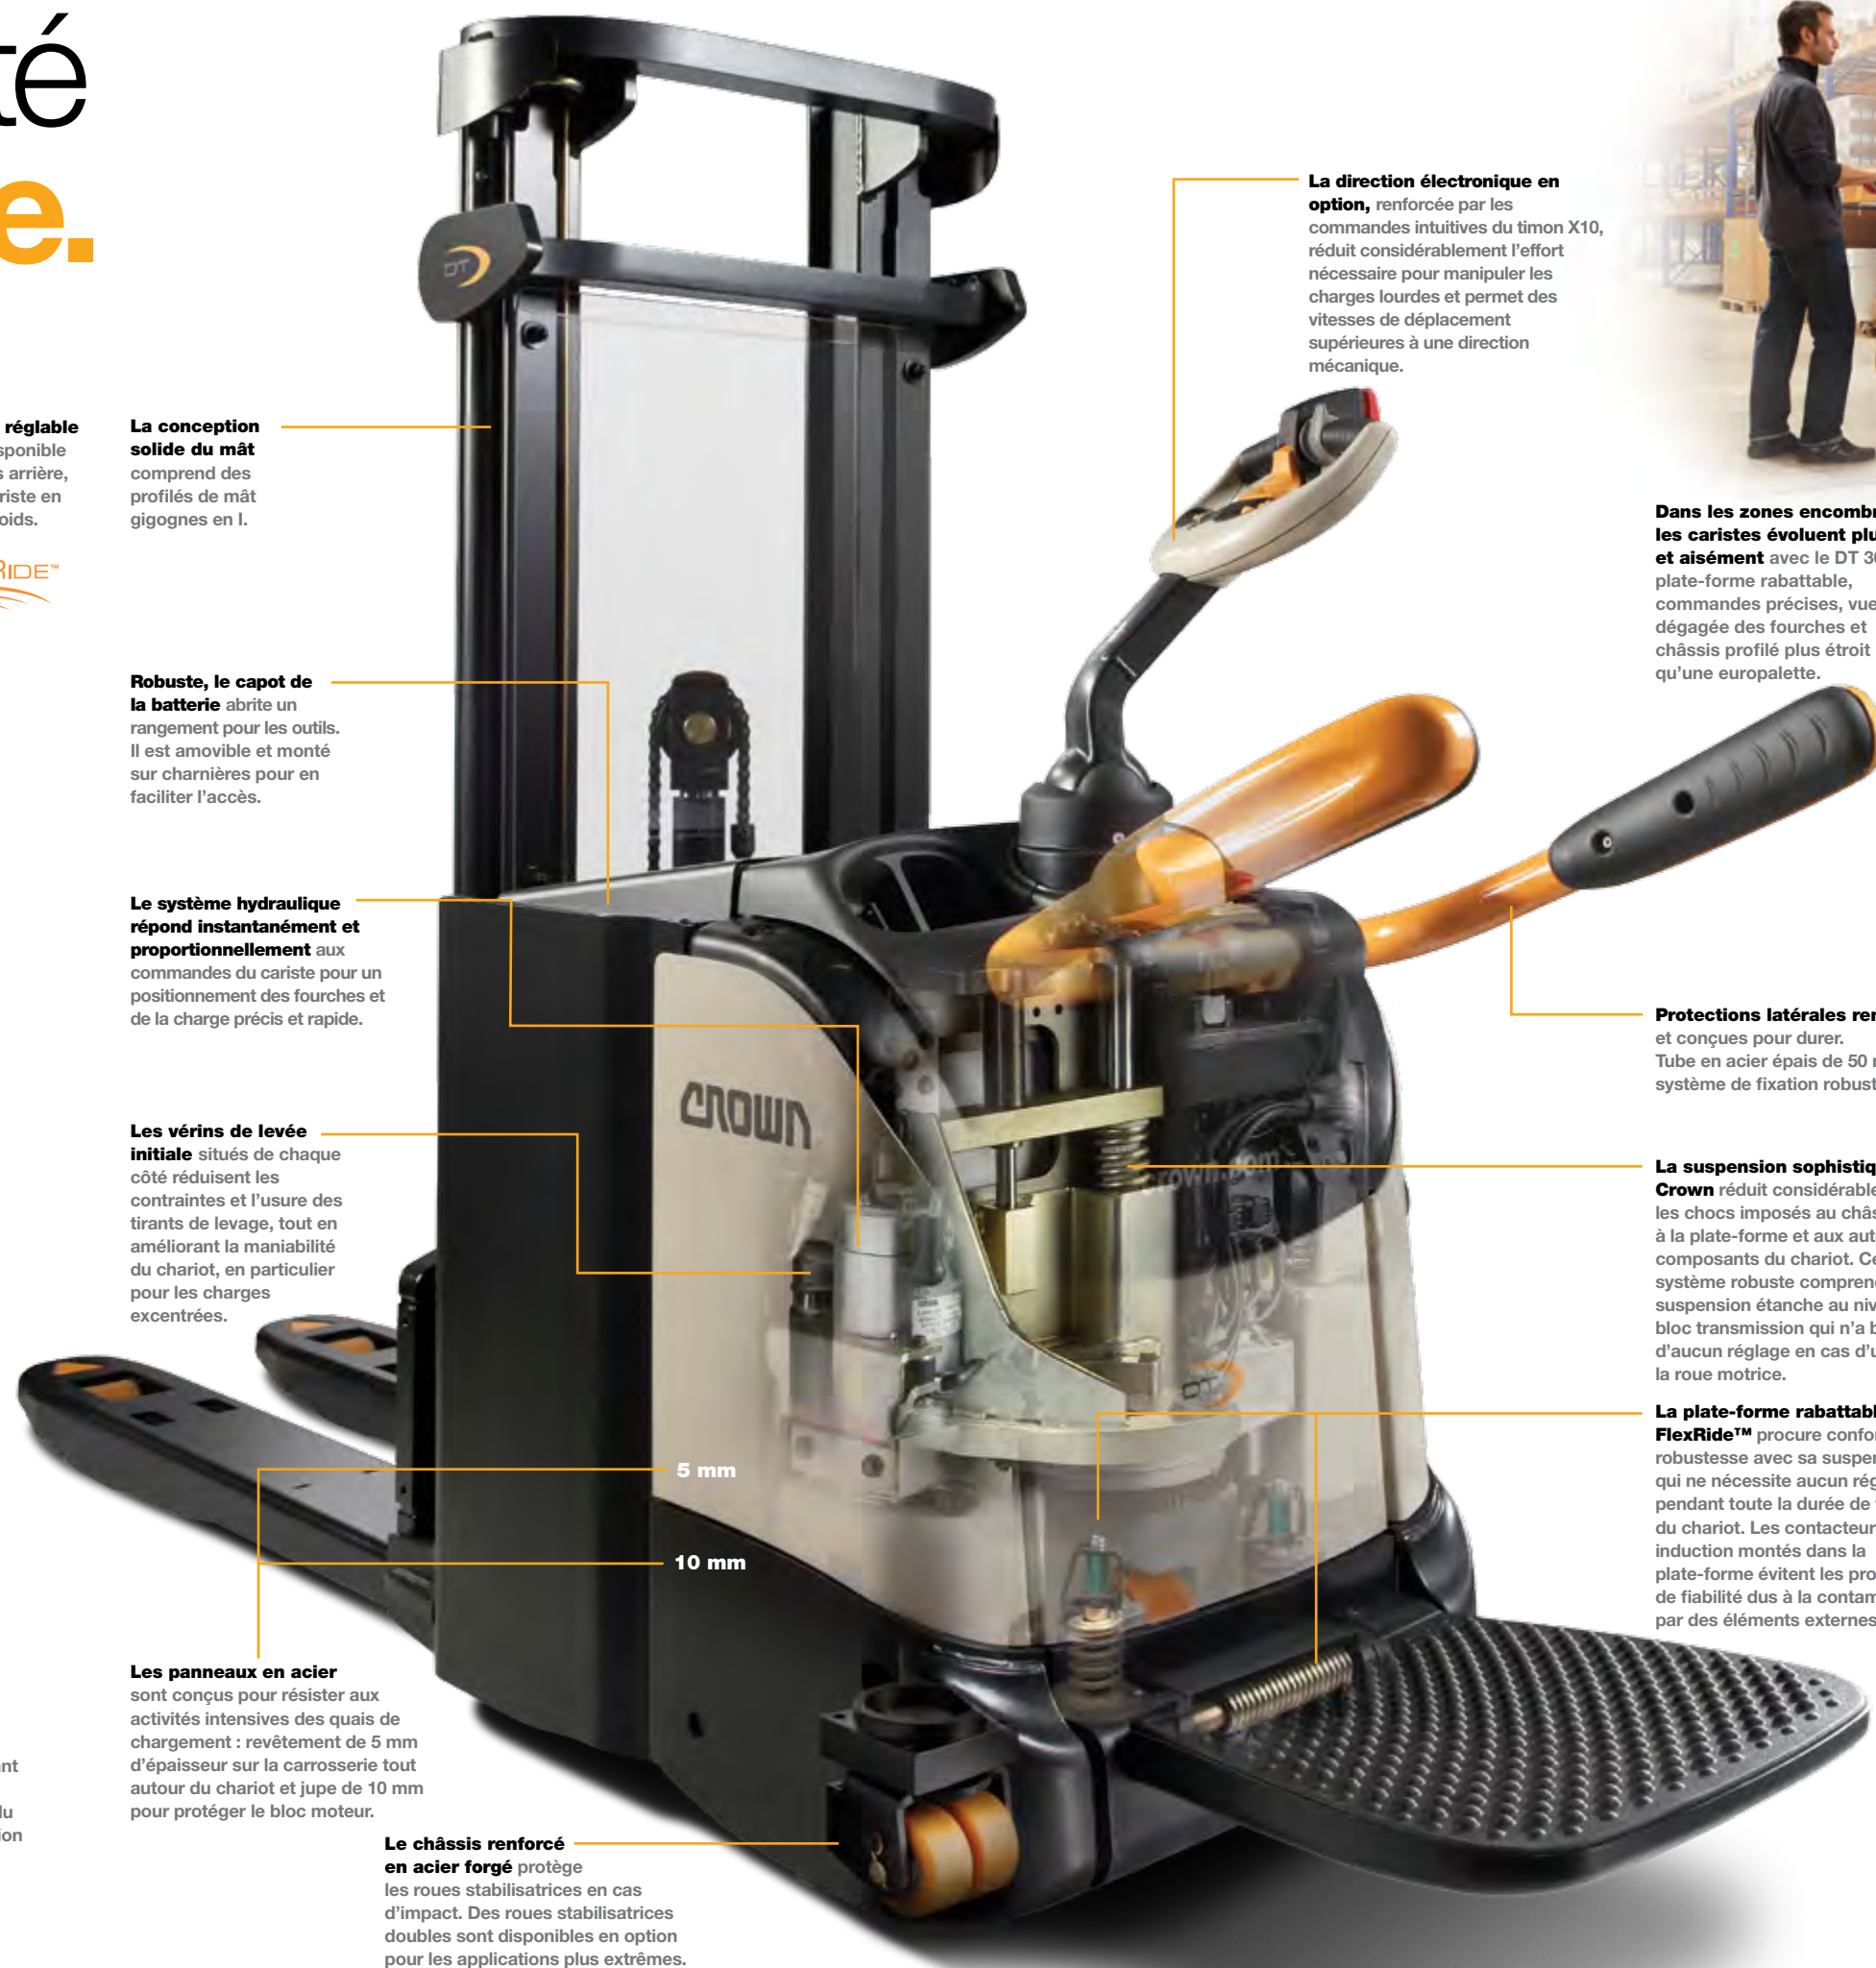 té
e.
réglable
sponible
s arrière,
riste en
oids.
RIDE™
La conception
solide du mât
comprend des
profilés de mât
gigognes en I.
Robuste, le capot de
la batterie abrite un
rangement pour les outils.
Il est amovible et monté
sur charnières pour en
faciliter l’accès.
Le système hydraulique
répond instantanément et
proportionnellement aux
commandes du cariste pour un
positionnement des fourches et
de la charge précis et rapide.
Les vérins de levée
initiale situés de chaque
côté réduisent les
contraintes et l’usure des
tirants de levage, tout en
améliorant la maniabilité
du chariot, en particulier
pour les charges
excentrées.
Les panneaux en acier
sont conçus pour résister aux
activités intensives des quais de
chargement : revêtement de 5 mm
d’épaisseur sur la carrosserie tout
autour du chariot et jupe de 10 mm
pour protéger le bloc moteur.
nt
lu
ion
Le châssis renforcé
en acier forgé protège
les roues stabilisatrices en cas
d’impact. Des roues stabilisatrices
doubles sont disponibles en option
pour les applications plus extrêmes.
DT
CROWN
crown.com
5 mm
10 mm
La direction électronique en
option, renforcée par les
commandes intuitives du timon X10,
réduit considérablement l’effort
nécessaire pour manipuler les
charges lourdes et permet des
vitesses de déplacement
supérieures à une direction
mécanique.
Dans les zones encombr
les caristes évoluent plu
et aisément avec le DT 30
plate-forme rabattable,
commandes précises, vue
dégagée des fourches et
châssis profilé plus étroit
qu’une europalette.
Protections latérales ren
et conçues pour durer.
Tube en acier épais de 50 m
système de fixation robust
La suspension sophistiq
Crown réduit considérable
les chocs imposés au châs
à la plate-forme et aux aut
composants du chariot. Ce
système robuste comprend
suspension étanche au niv
bloc transmission qui n’a b
d’aucun réglage en cas d’u
la roue motrice.
La plate-forme rabattabl
FlexRide™ procure confor
robustesse avec sa suspen
qui ne nécessite aucun rég
pendant toute la durée de
du chariot. Les contacteur
induction montés dans la
plate-forme évitent les pro
de fiabilité dus à la contam
par des éléments externes